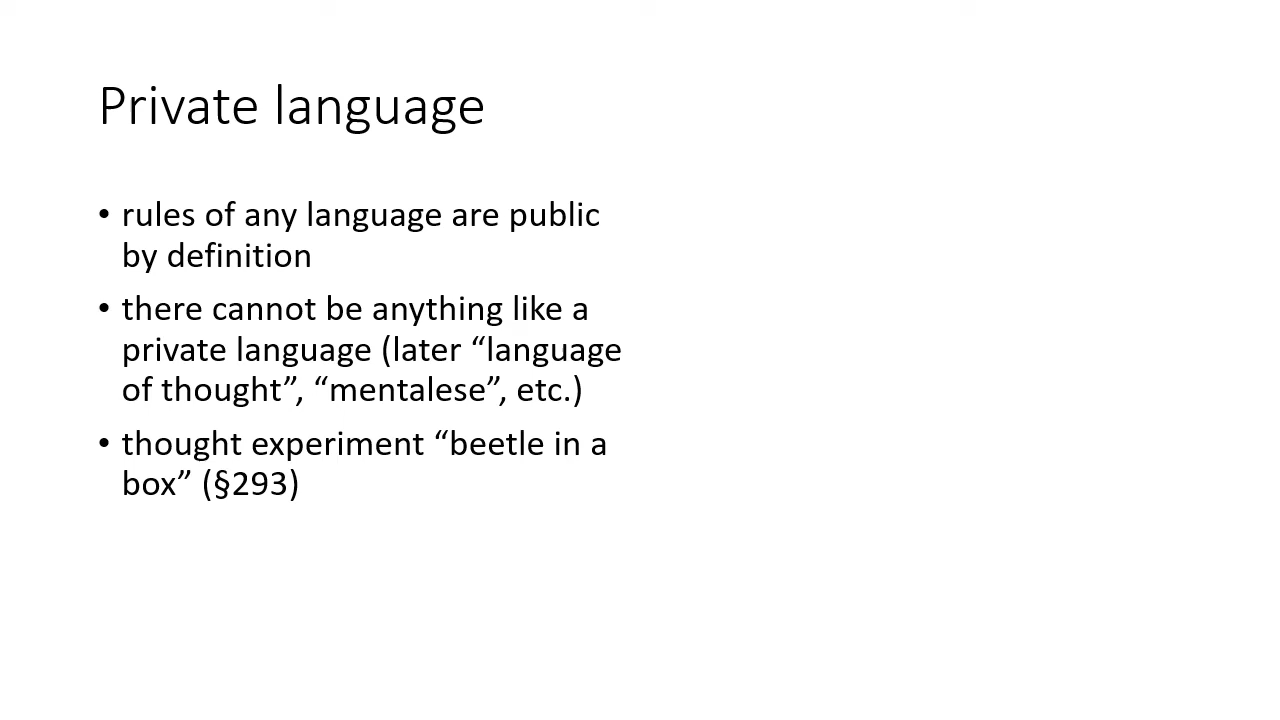 Private language
• rules of any language are public
by definition
• there cannot be anything like a
private language (later “language
of thought”, “mentalese”, etc.)
• thought experiment “beetle in a
box” (§293)